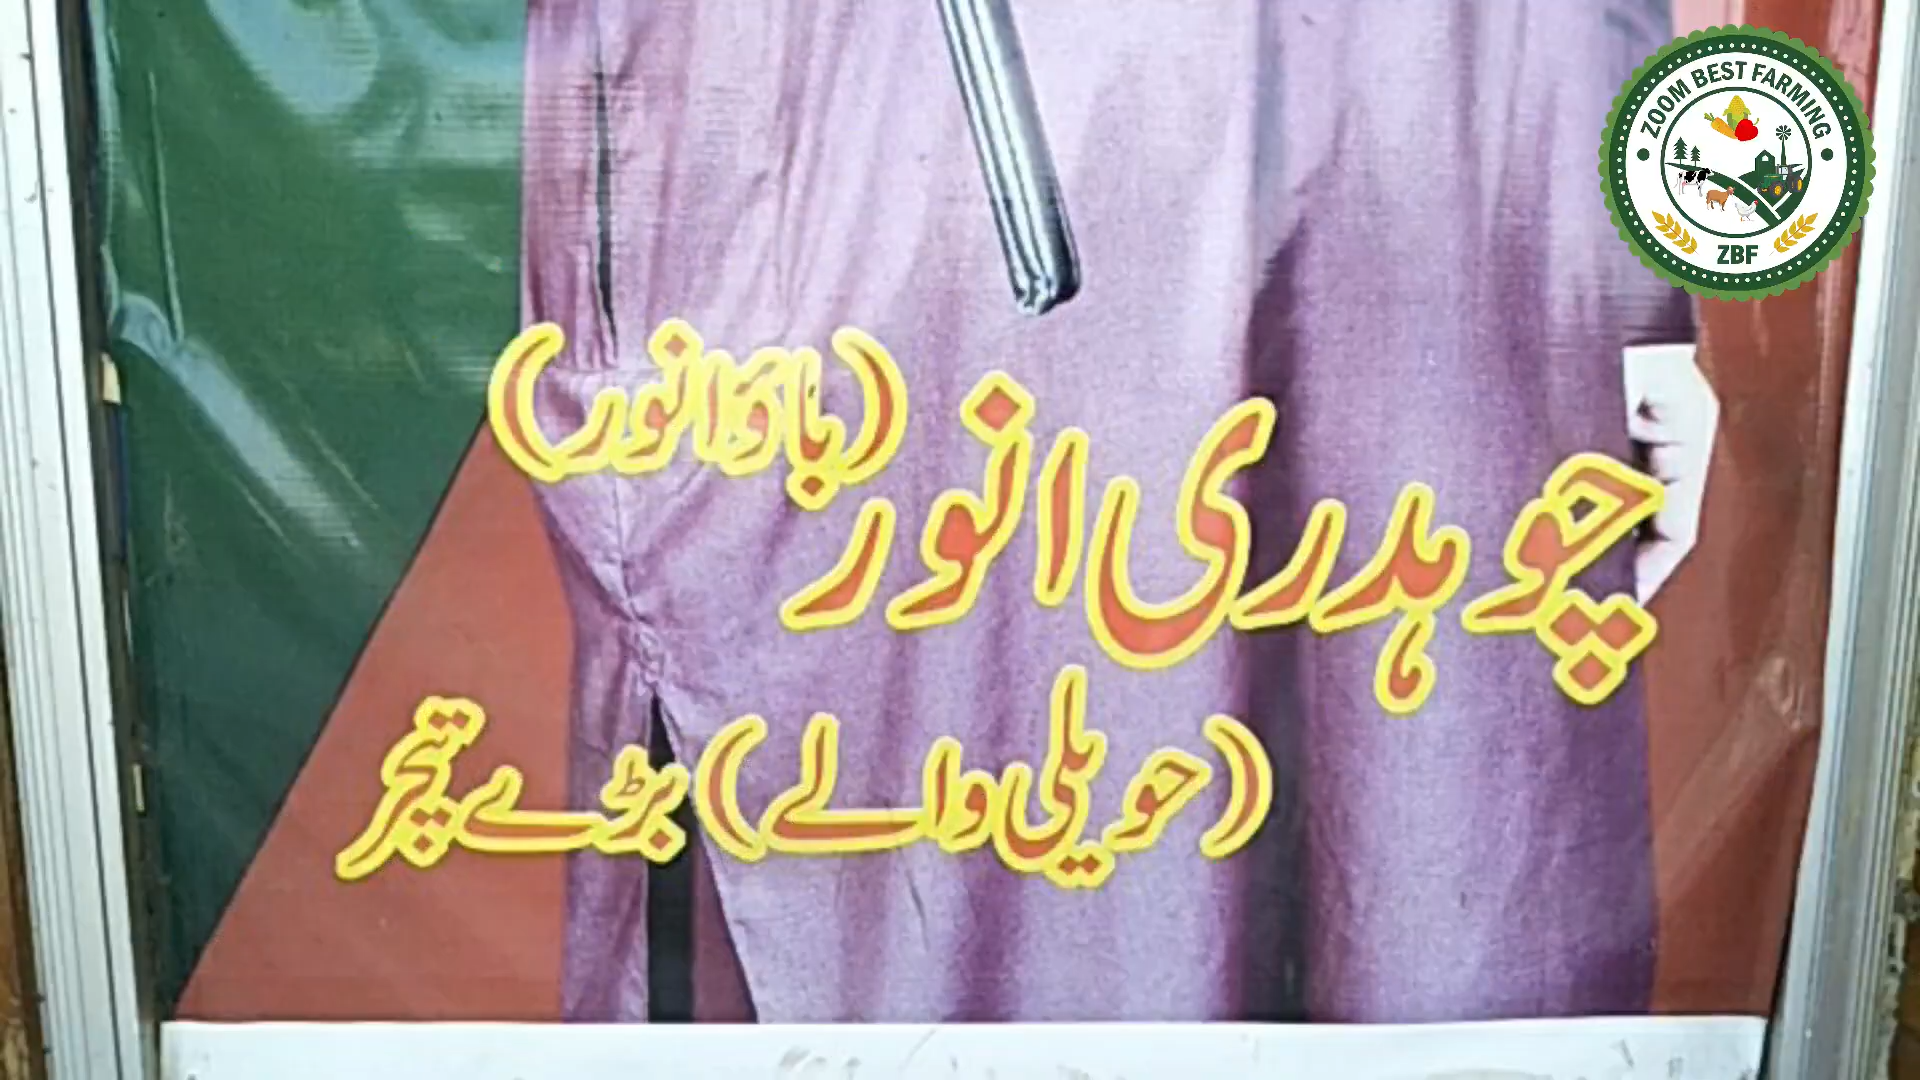 چوہدری انور (باؤ انور)
(حویلی والے) بڑے تیجر
ZOOM BEST FARMING
ZBF